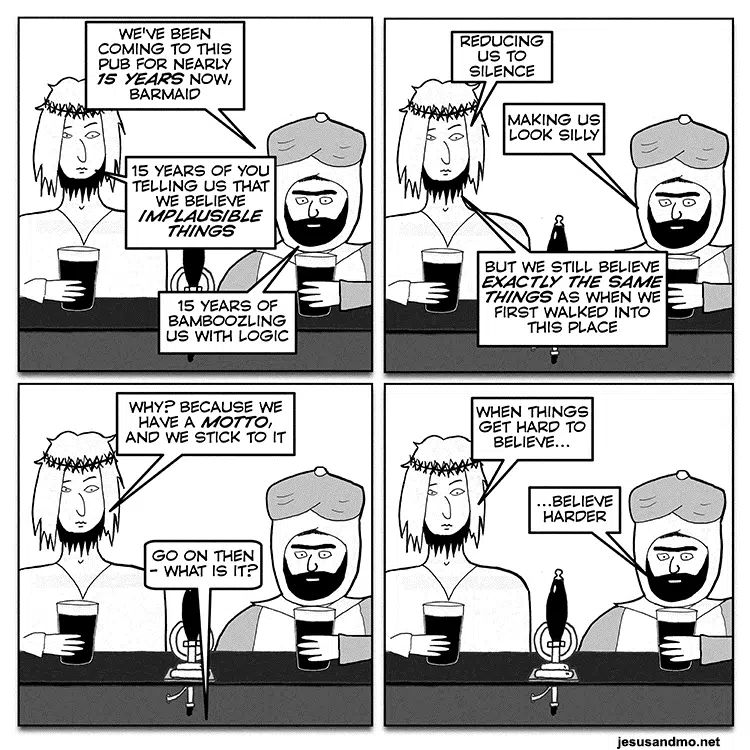 WE'VE BEEN
COMING TO THIS
PUB FOR NEARLY
15 YEARS NOW,
BARMAID
15 YEARS OF YOU
TELLING US THAT
WE BELIEVE
IMPLAUSIBLE
THINGS
15 YEARS OF
BAMBOOZLING
US WITH LOGIC
REDUCING
US TO
SILENCE
MAKING US
LOOK SILLY
BUT WE STILL BELIEVE
EXACTLY THE SAME
THINGS AS WHEN WE
FIRST WALKED INTO
THIS PLACE
WHY? BECAUSE WE
HAVE A MOTTO,
AND WE STICK TO IT
GO ON THEN
- WHAT IS IT?
WHEN THINGS
GET HARD TO
BELIEVE...
...BELIEVE
HARDER
jesusandmo.net